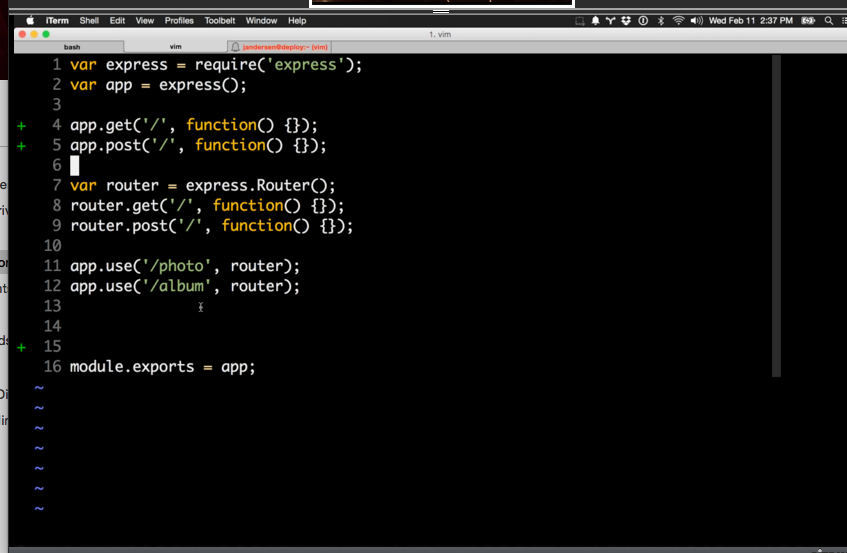 iTerm Shell Edit View Profiles Toolbelt Window Help Wed Feb 11 2:37 PM
1. vim
bash vim jandersen@deploy:~ (vim)
1 var express = require('express');
2 var app = express();
3
+ 4 app.get('/', function() {});
+ 5 app.post('/', function() {});
6
7 var router = express.Router();
8 router.get('/', function() {});
9 router.post('/', function() {});
10
11 app.use('/photo', router);
12 app.use('/album', router);
13
14
+ 15
16 module.exports = app;
~
~
~
~
~
~
~